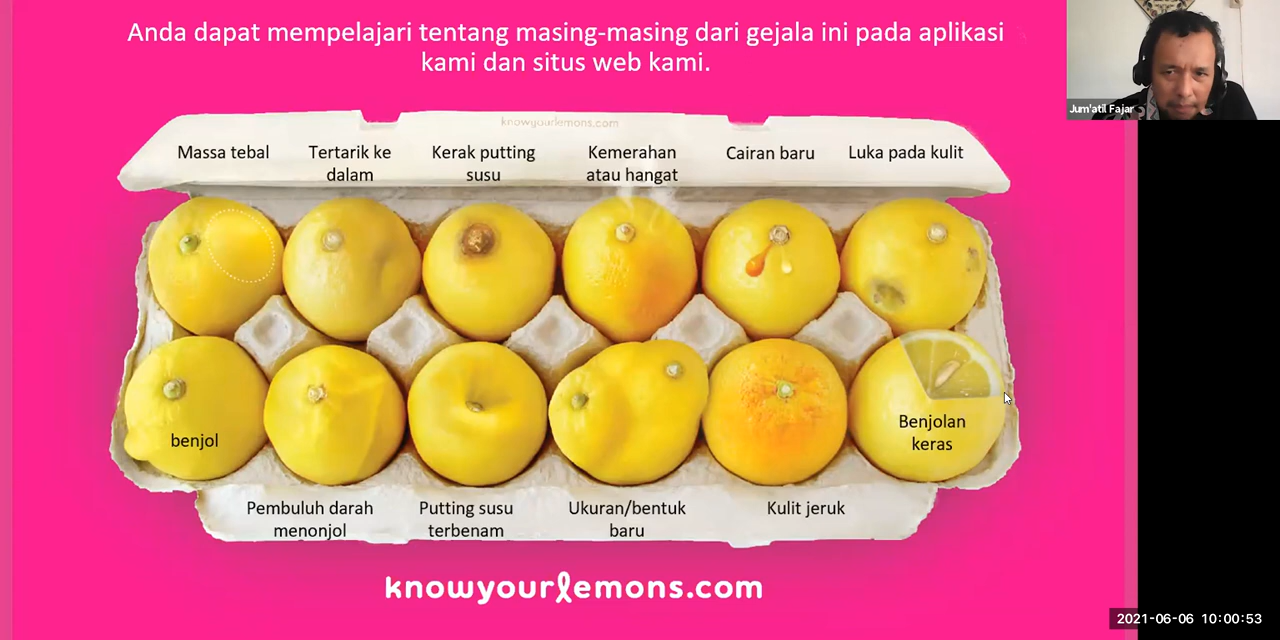 Anda dapat mempelajari tentang masing-masing dari gejala ini pada aplikasi
kami dan situs web kami.
Jum'atil Fajar
knowyourlemons.com
Massa tebal
Tertarik ke
dalam
Kerak putting
susu
Kemerahan
atau hangat
Cairan baru
Luka pada kulit
benjol
Benjolan
keras
Pembuluh darah
menonjol
Putting susu
terbenam
Ukuran/bentuk
baru
Kulit jeruk
knowyourlemons.com
2021-06-06 10:00:53